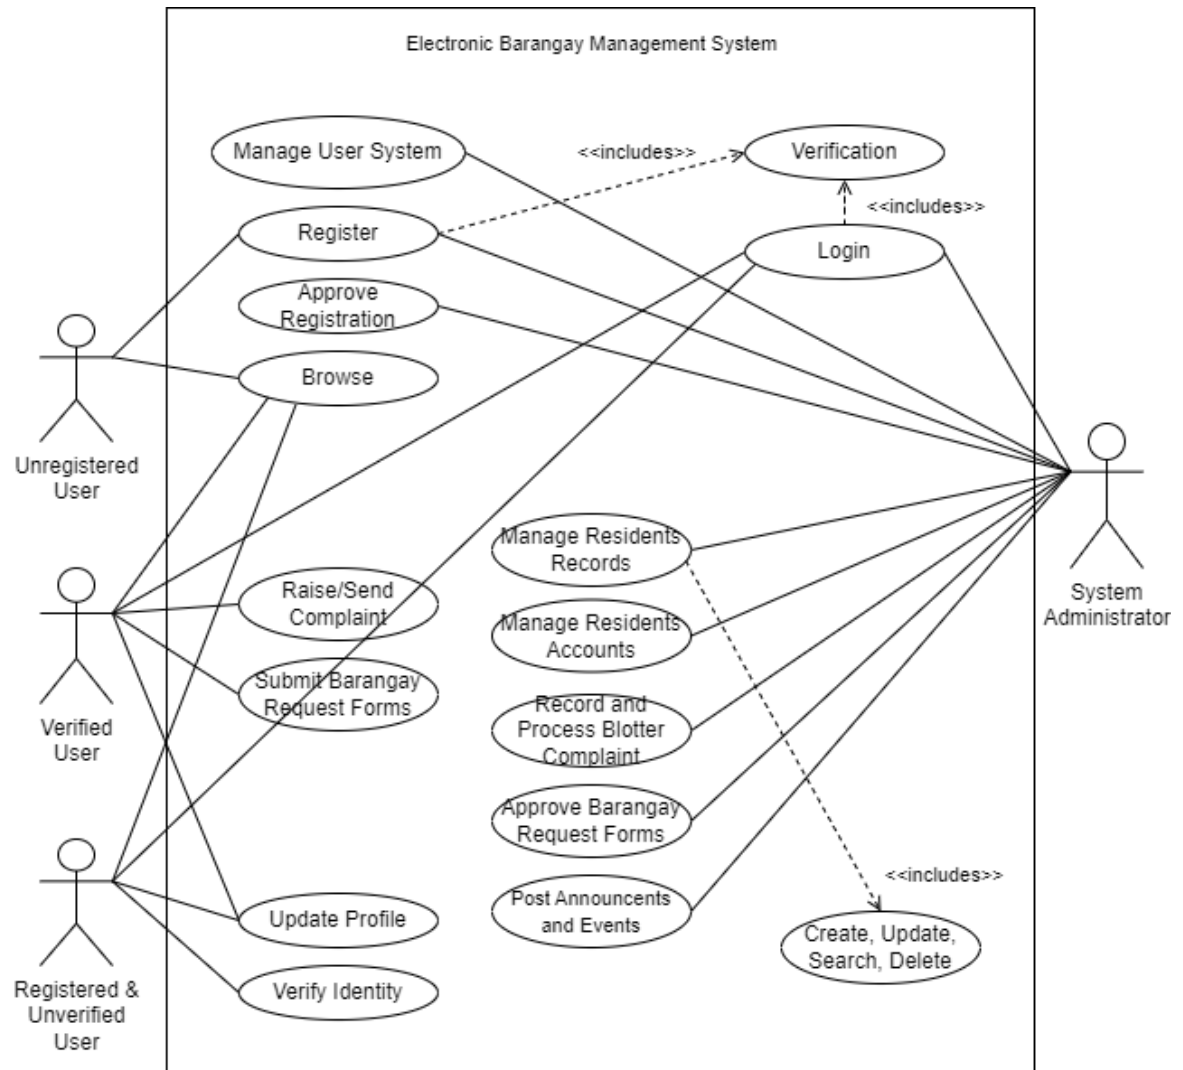 Electronic Barangay Management System
Manage User System
<<includes>>
Verification
<<includes>>
Register
Login
Approve
Registration
Browse
Unregistered
User
Manage Residents
Records
System
Administrator
Raise/Send
Complaint
Manage Residents
Accounts
Submit Barangay
Request Forms
Record and
Process Blotter
Complaint
Verified
User
Approve Barangay
Request Forms
<<includes>>
Post Announcents
and Events
Update Profile
Create, Update,
Search, Delete
Verify Identity
Registered &
Unverified
User